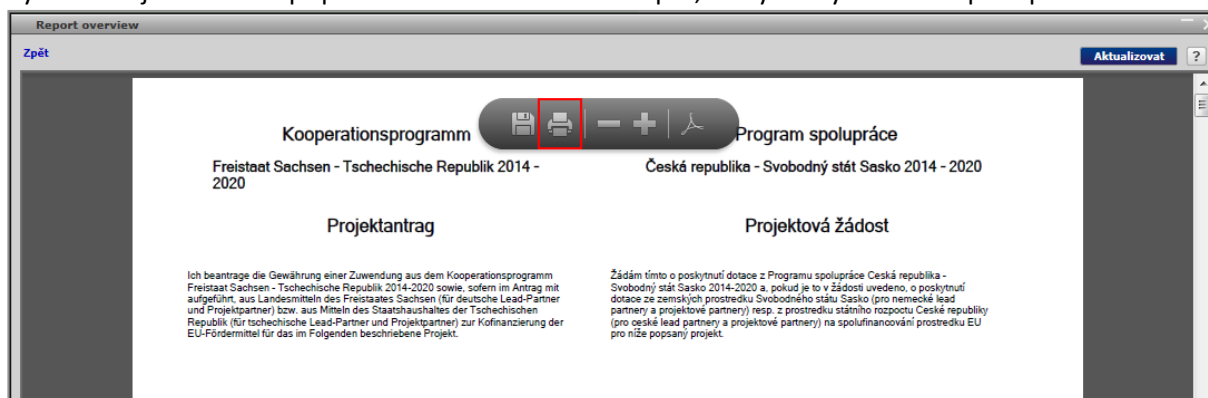 Report overview
Zpět
Aktualizovat ?
Kooperationsprogramm
Freistaat Sachsen - Tschechische Republik 2014 -
2020
Projektantrag
Ich beantrage die Gewährung einer Zuwendung aus dem Kooperationsprogramm
Freistaat Sachsen - Tschechische Republik 2014-2020 sowie, sofern im Antrag mit
aufgeführt, aus Landesmitteln des Freistaates Sachsen (für deutsche Lead-Partner
und Projektpartner) bzw. aus Mitteln des Staatshaushaltes der Tschechischen
Republik (für tschechische Lead-Partner und Projektpartner) zur Kofinanzierung der
EU-Fördermittel für das im Folgenden beschriebene Projekt.
Program spolupráce
Česká republika - Svobodný stát Sasko 2014 - 2020
Projektová žádost
Žádám tímto o poskytnutí dotace z Programu spolupráce Ceská republika -
Svobodný stát Sasko 2014-2020 a, pokud je to v žádosti uvedeno, o poskytnutí
dotace ze zemských prostredku Svobodného státu Sasko (pro nemecké lead
partnery a projektové partnery) resp. z prostredku státního rozpoctu Ceské republiky
(pro ceské lead partnery a projektové partnery) na spolufinancování prostredku EU
pro níže popsaný projekt.